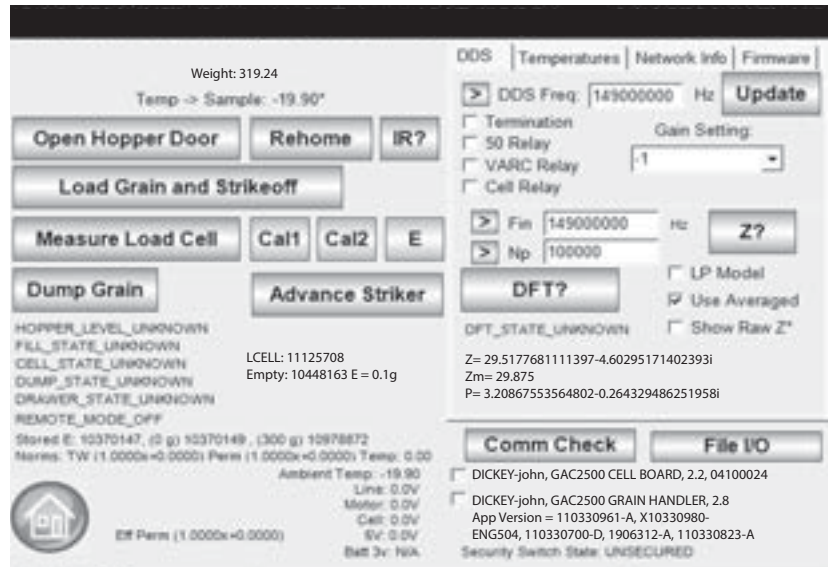 Weight: 319.24
Temp -> Sample: -19.90°
Open Hopper Door
Rehome
IR?
Load Grain and Strikeoff
Measure Load Cell
Cal1
Cal2
E
Dump Grain
Advance Striker
HOPPER_LEVEL_UNKNOWN
FILL_STATE_UNKNOWN
CELL_STATE_UNKNOWN
DUMP_STATE_UNKNOWN
DRAWER_STATE_UNKNOWN
REMOTE_MODE_OFF
LCELL: 11125708
Empty: 10448163 E = 0.1g
Stored E: 10370147, (0 g) 10370149 , (300 g) 10978872
Norms: TW (1.0000x+0.0000) Perm (1.0000x+0.0000) Temp: 0.00
Ambient Temp: -19.90
Line: 0.0V
Motor: 0.0V
Cell: 0.0V
5V: 0.0V
Batt 3v: N/A
Eff Perm (1.0000x+0.0000)
DDS
Temperatures
Network Info
Firmware
> DDS Freq: 149000000 Hz
Update
Termination
50 Relay
VARC Relay
Cell Relay
Gain Setting:
-1
> Fin 149000000 Hz
> Np 100000
Z?
DFT?
LP Model
Use Averaged
Show Raw Z*
DFT_STATE_UNKNOWN
Z= 29.5177681111397-4.60295171402393i
Zm= 29.875
P= 3.20867553564802-0.264329486251958i
Comm Check
File I/O
DICKEY-john, GAC2500 CELL BOARD, 2.2, 04100024
DICKEY-john, GAC2500 GRAIN HANDLER, 2.8
App Version = 110330961-A, X10330980-
ENG504, 110330700-D, 1906312-A, 110330823-A
Security Switch State: UNSECURED